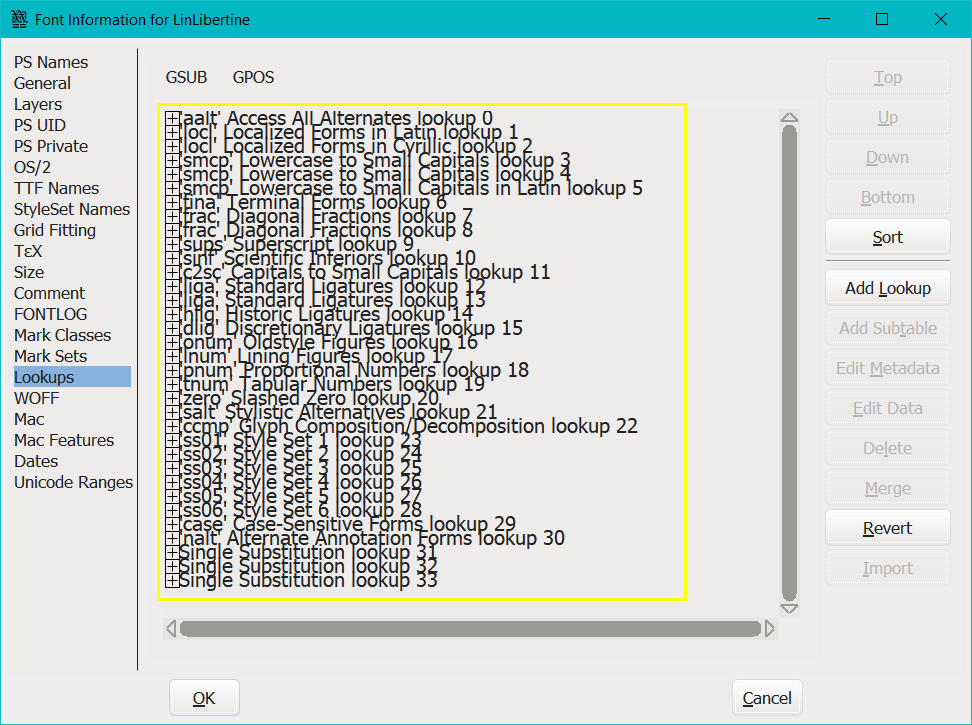 Font Information for LinLibertine
PS Names
General
Layers
PS UID
PS Private
OS/2
TTF Names
StyleSet Names
Grid Fitting
ΤεΧ
Size
Comment
FONTLOG
Mark Classes
Mark Sets
Lookups
WOFF
Mac
Mac Features
Dates
Unicode Ranges
GSUB GPOS
'aalt' Access All Alternates lookup 0
'locl' Localized Forms in Latin lookup 1
'locl' Localized Forms in Cyrillic lookup 2
'smcp' Lowercase to Small Capitals lookup 3
'smcp' Lowercase to Small Capitals lookup 4
'smcp' Lowercase to Small Capitals in Latin lookup 5
'fina' Terminal Forms lookup 6
'frac' Diagonal Fractions lookup 7
'frac' Diagonal Fractions lookup 8
'sups' Superscript lookup 9
'sinf' Scientific Inferiors lookup 10
'c2sc' Capitals to Small Capitals lookup 11
'liga' Standard Ligatures lookup 12
'liga' Standard Ligatures lookup 13
'hlig' Historic Ligatures lookup 14
'dlig' Discretionary Ligatures lookup 15
'onum' Oldstyle Figures lookup 16
'lnum' Lining Figures lookup 17
'pnum' Proportional Numbers lookup 18
'tnum' Tabular Numbers lookup 19
'zero' Slashed Zero lookup 20
'salt' Stylistic Alternatives lookup 21
'ccmp' Glyph Composition/Decomposition lookup 22
'ss01' Style Set 1 lookup 23
'ss02' Style Set 2 lookup 24
'ss03' Style Set 3 lookup 25
'ss04' Style Set 4 lookup 26
'ss05' Style Set 5 lookup 27
'ss06' Style Set 6 lookup 28
'case' Case-Sensitive Forms lookup 29
'nalt' Alternate Annotation Forms lookup 30
Single Substitution lookup 31
Single Substitution lookup 32
Single Substitution lookup 33
Top
Up
Down
Bottom
Sort
Add Lookup
Add Subtable
Edit Metadata
Edit Data
Delete
Merge
Revert
Import
OK
Cancel